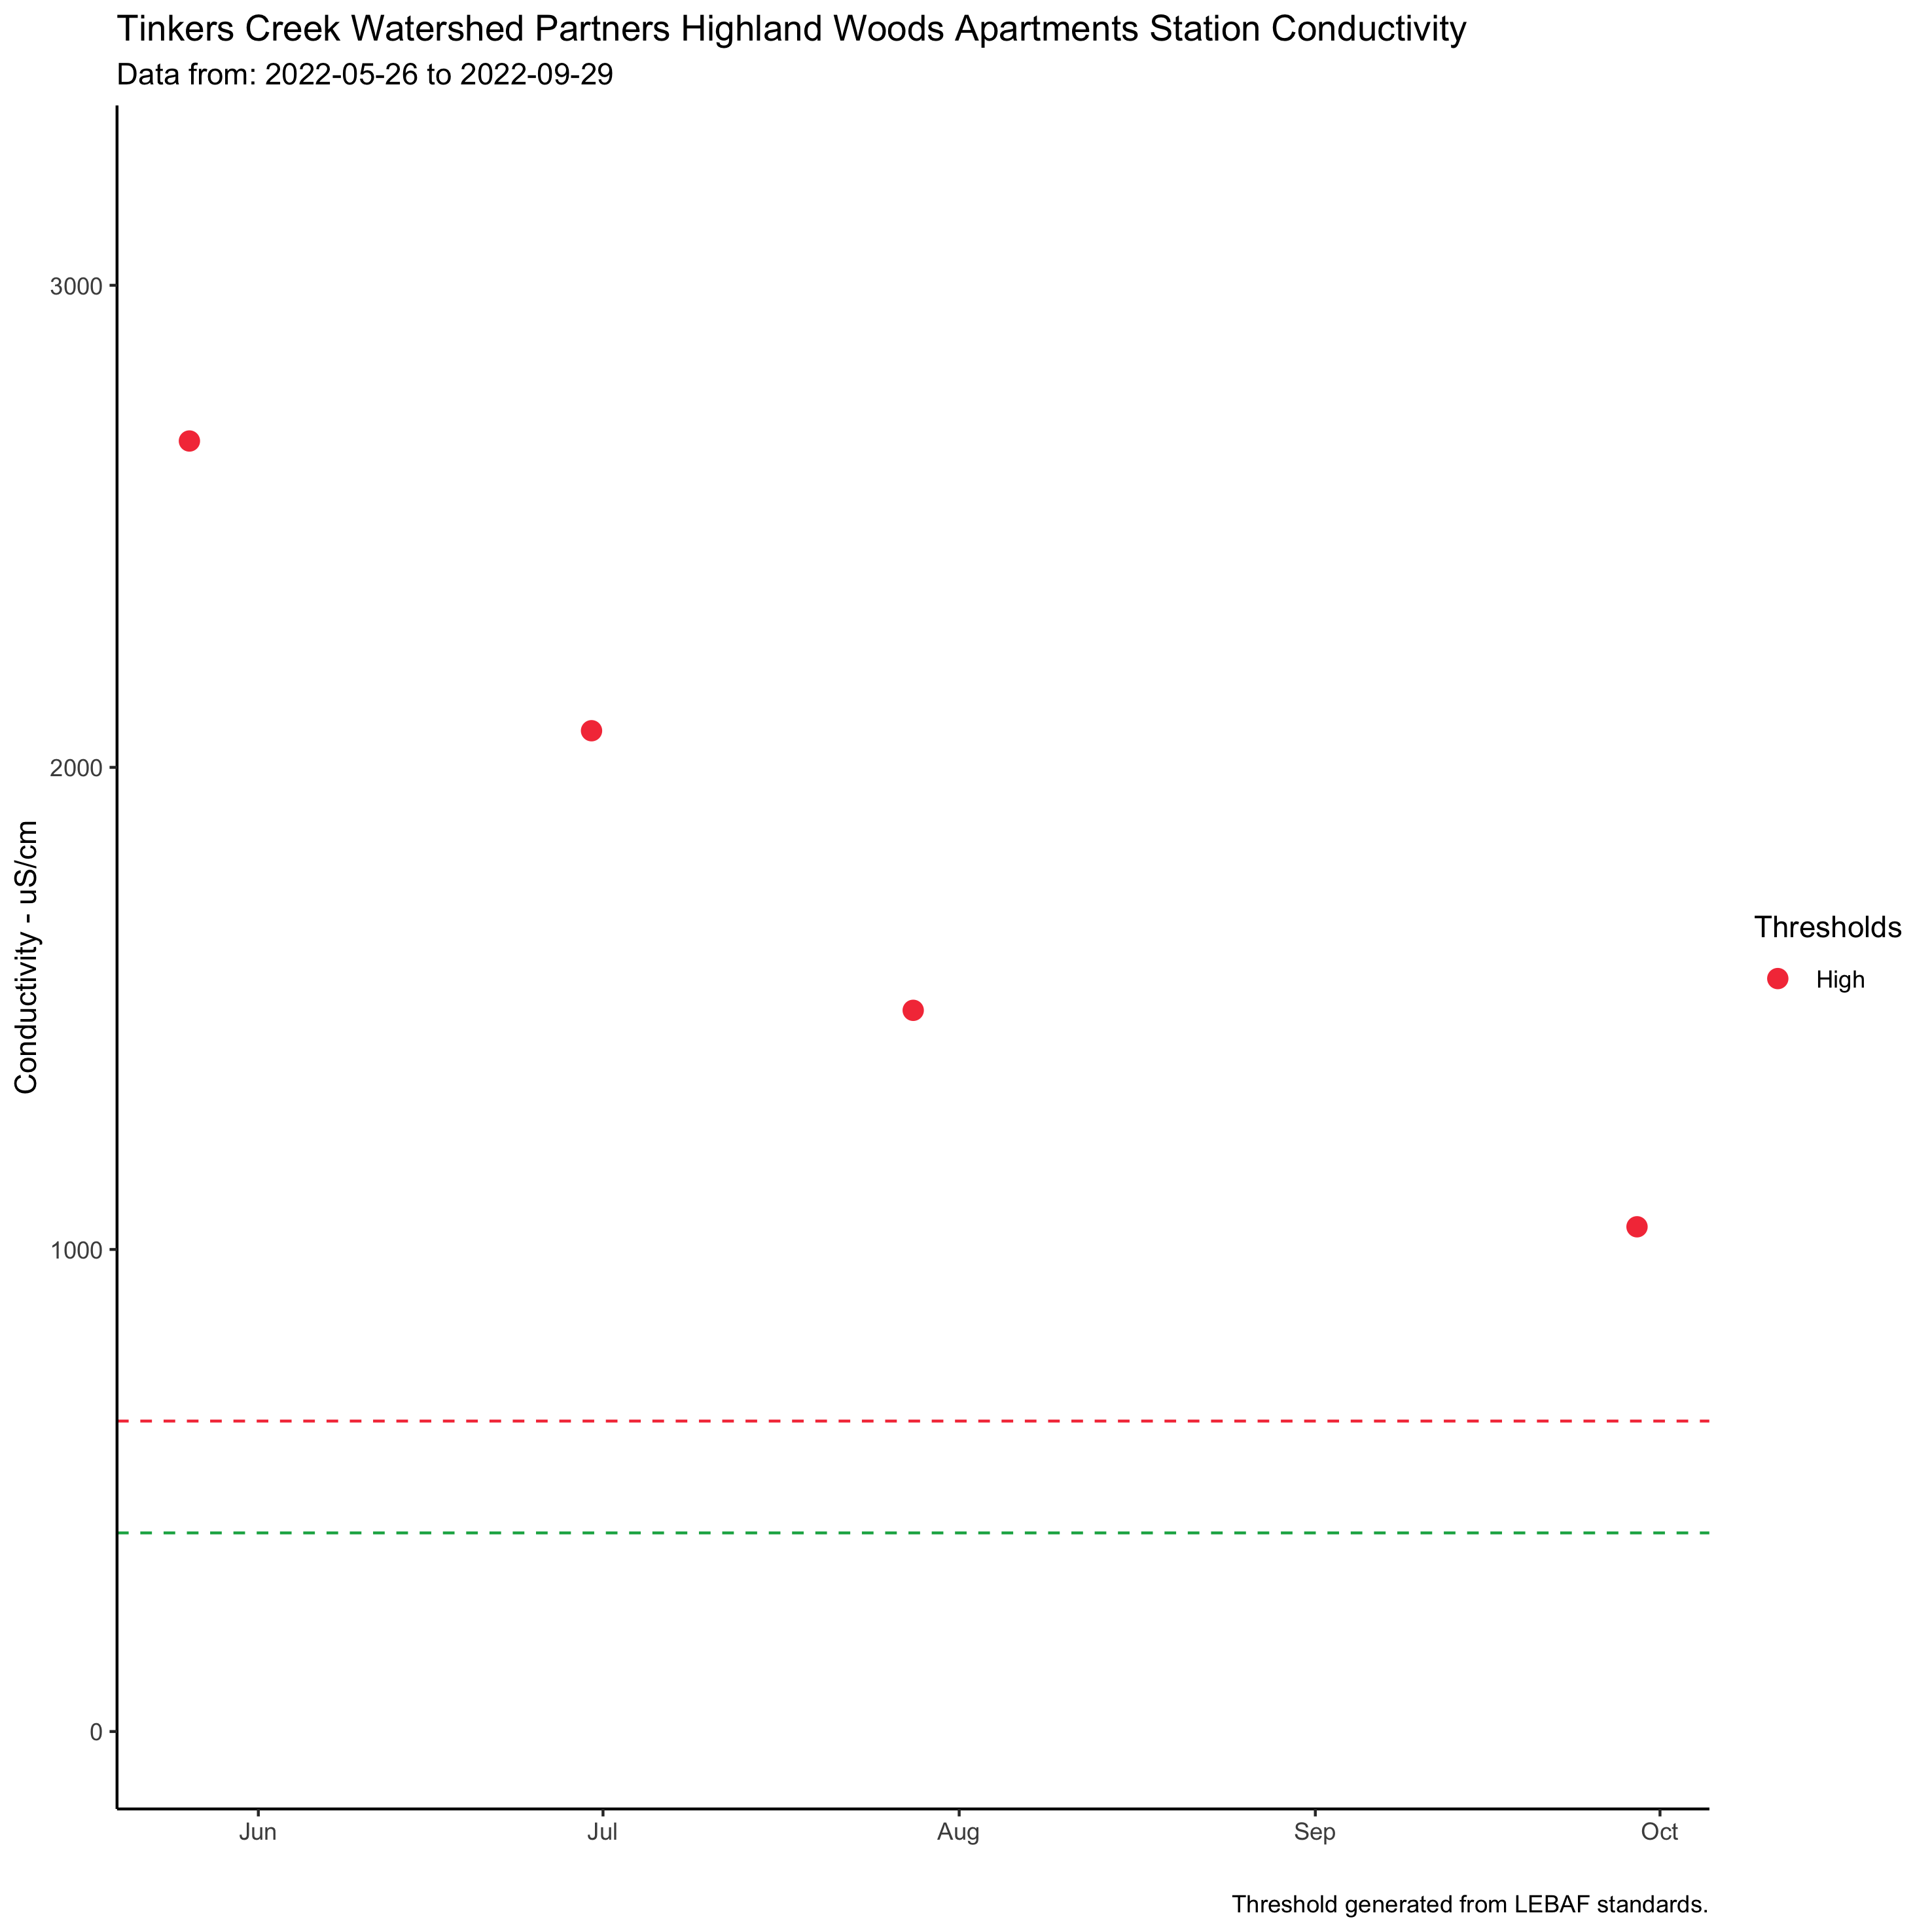 Tinkers Creek Watershed Partners Highland Woods Apartments Station Conductivity
Data from: 2022-05-26 to 2022-09-29
Conductivity - uS/cm
3000
2000
1000
0
Jun Jul Aug Sep Oct
Thresholds
High
Threshold generated from LEBAF standards.